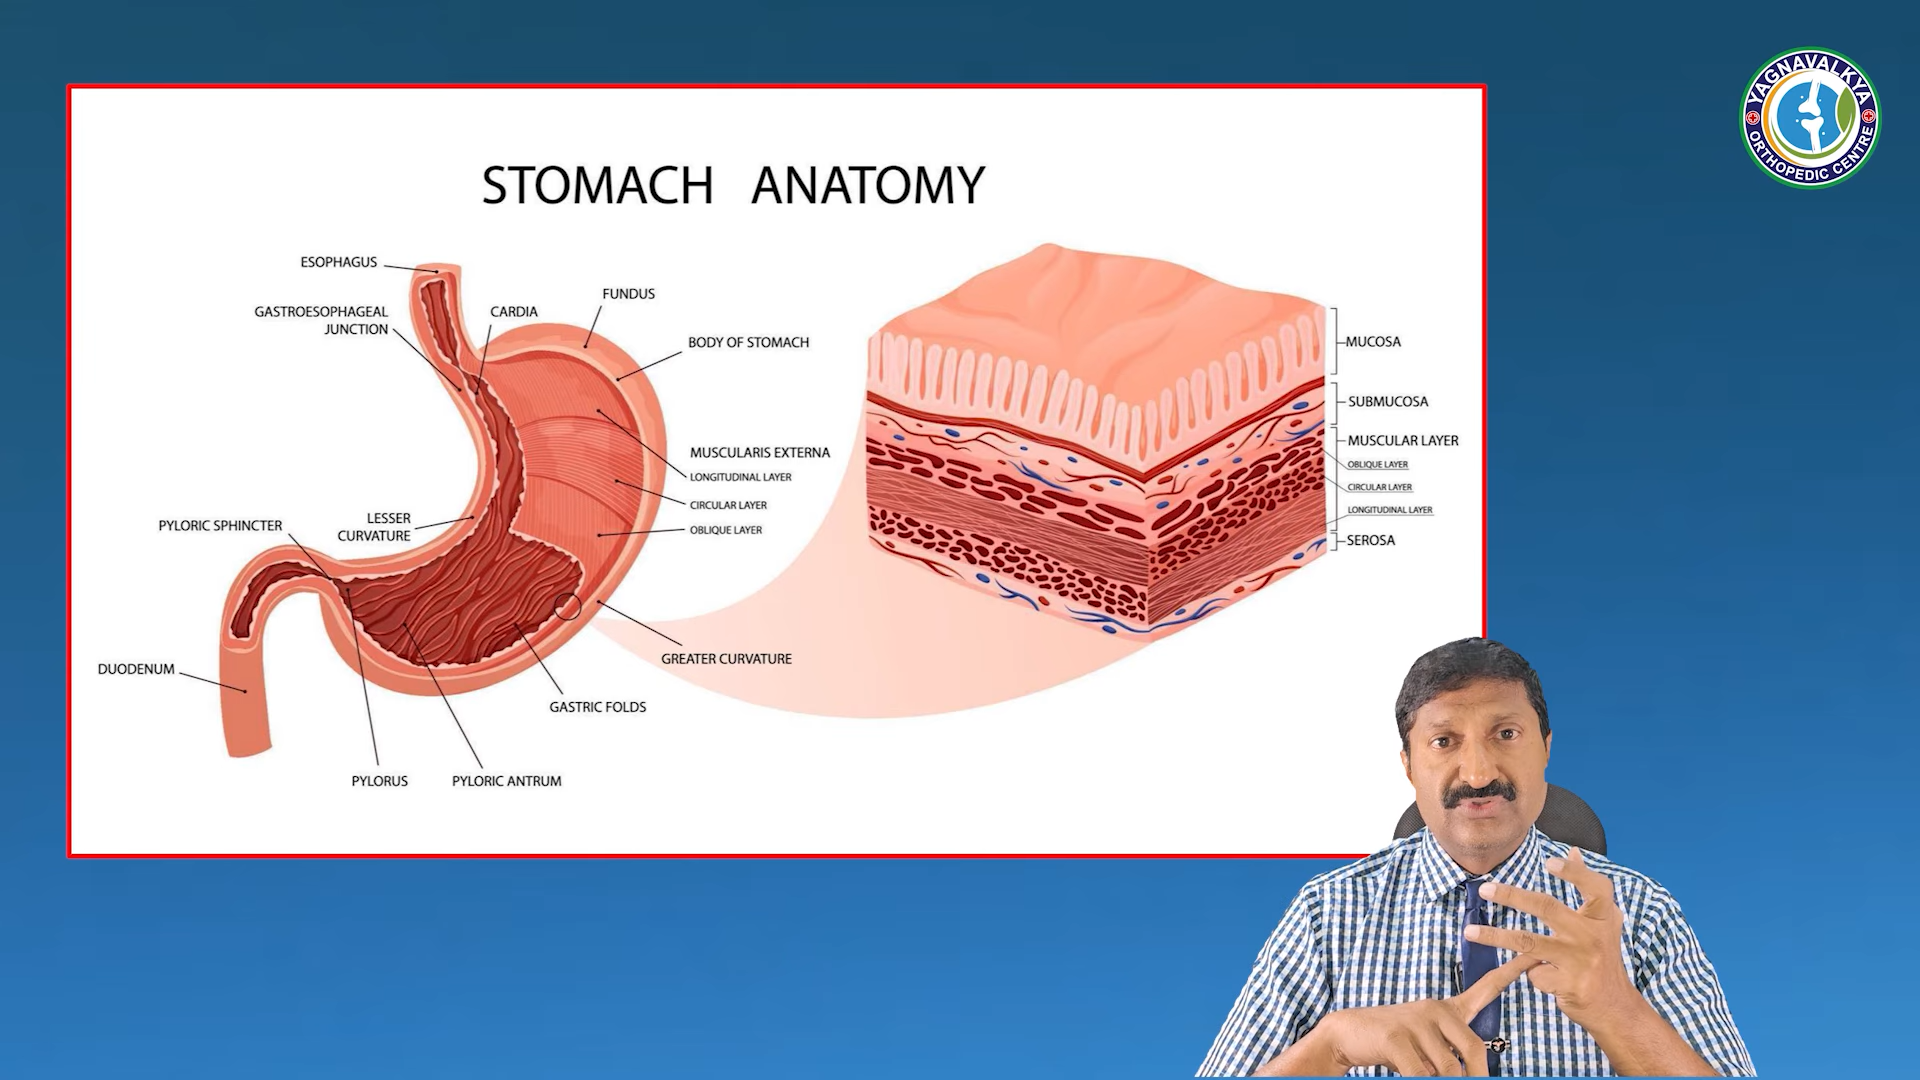 YAGNAVALKYA
ORTHOPEDIC CENTRE
STOMACH ANATOMY
ESOPHAGUS
GASTROESOPHAGEAL
JUNCTION
CARDIA
FUNDUS
BODY OF STOMACH
MUSCULARIS EXTERNA
LONGITUDINAL LAYER
CIRCULAR LAYER
OBLIQUE LAYER
PYLORIC SPHINCTER
LESSER
CURVATURE
DUODENUM
GREATER CURVATURE
GASTRIC FOLDS
PYLORUS
PYLORIC ANTRUM
MUCOSA
SUBMUCOSA
MUSCULAR LAYER
OBLIQUE LAYER
CIRCULAR LAYER
LONGITUDINAL LAYER
SEROSA